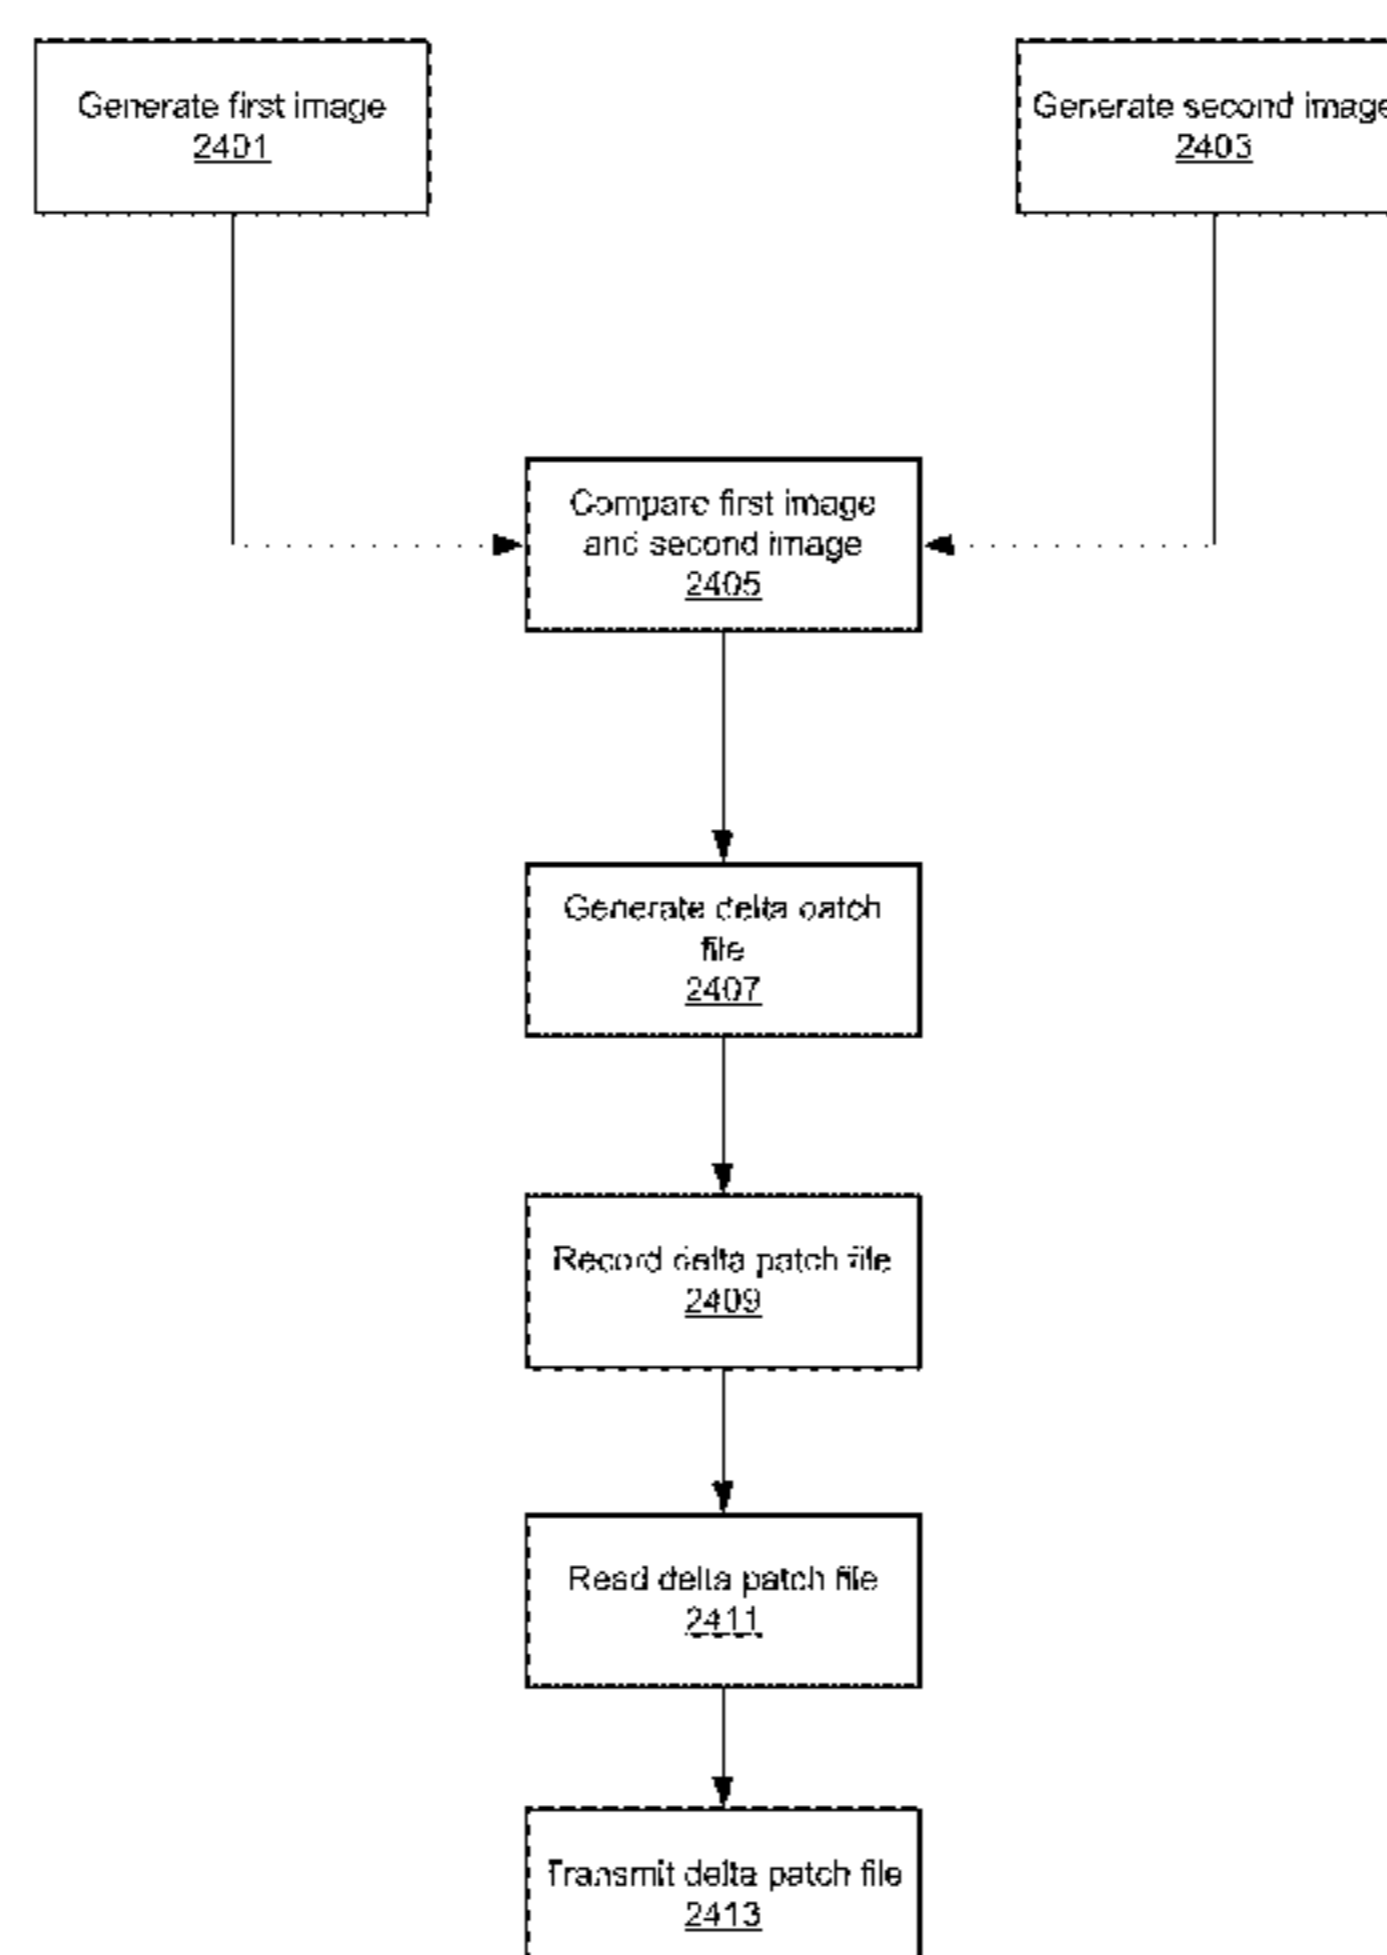 Generate first image
2401
Generate second image
2403
Compare first image
and second image
2405
Generate delta patch
file
2407
Record delta patch file
2409
Read delta patch file
2411
Transmit delta patch file
2413